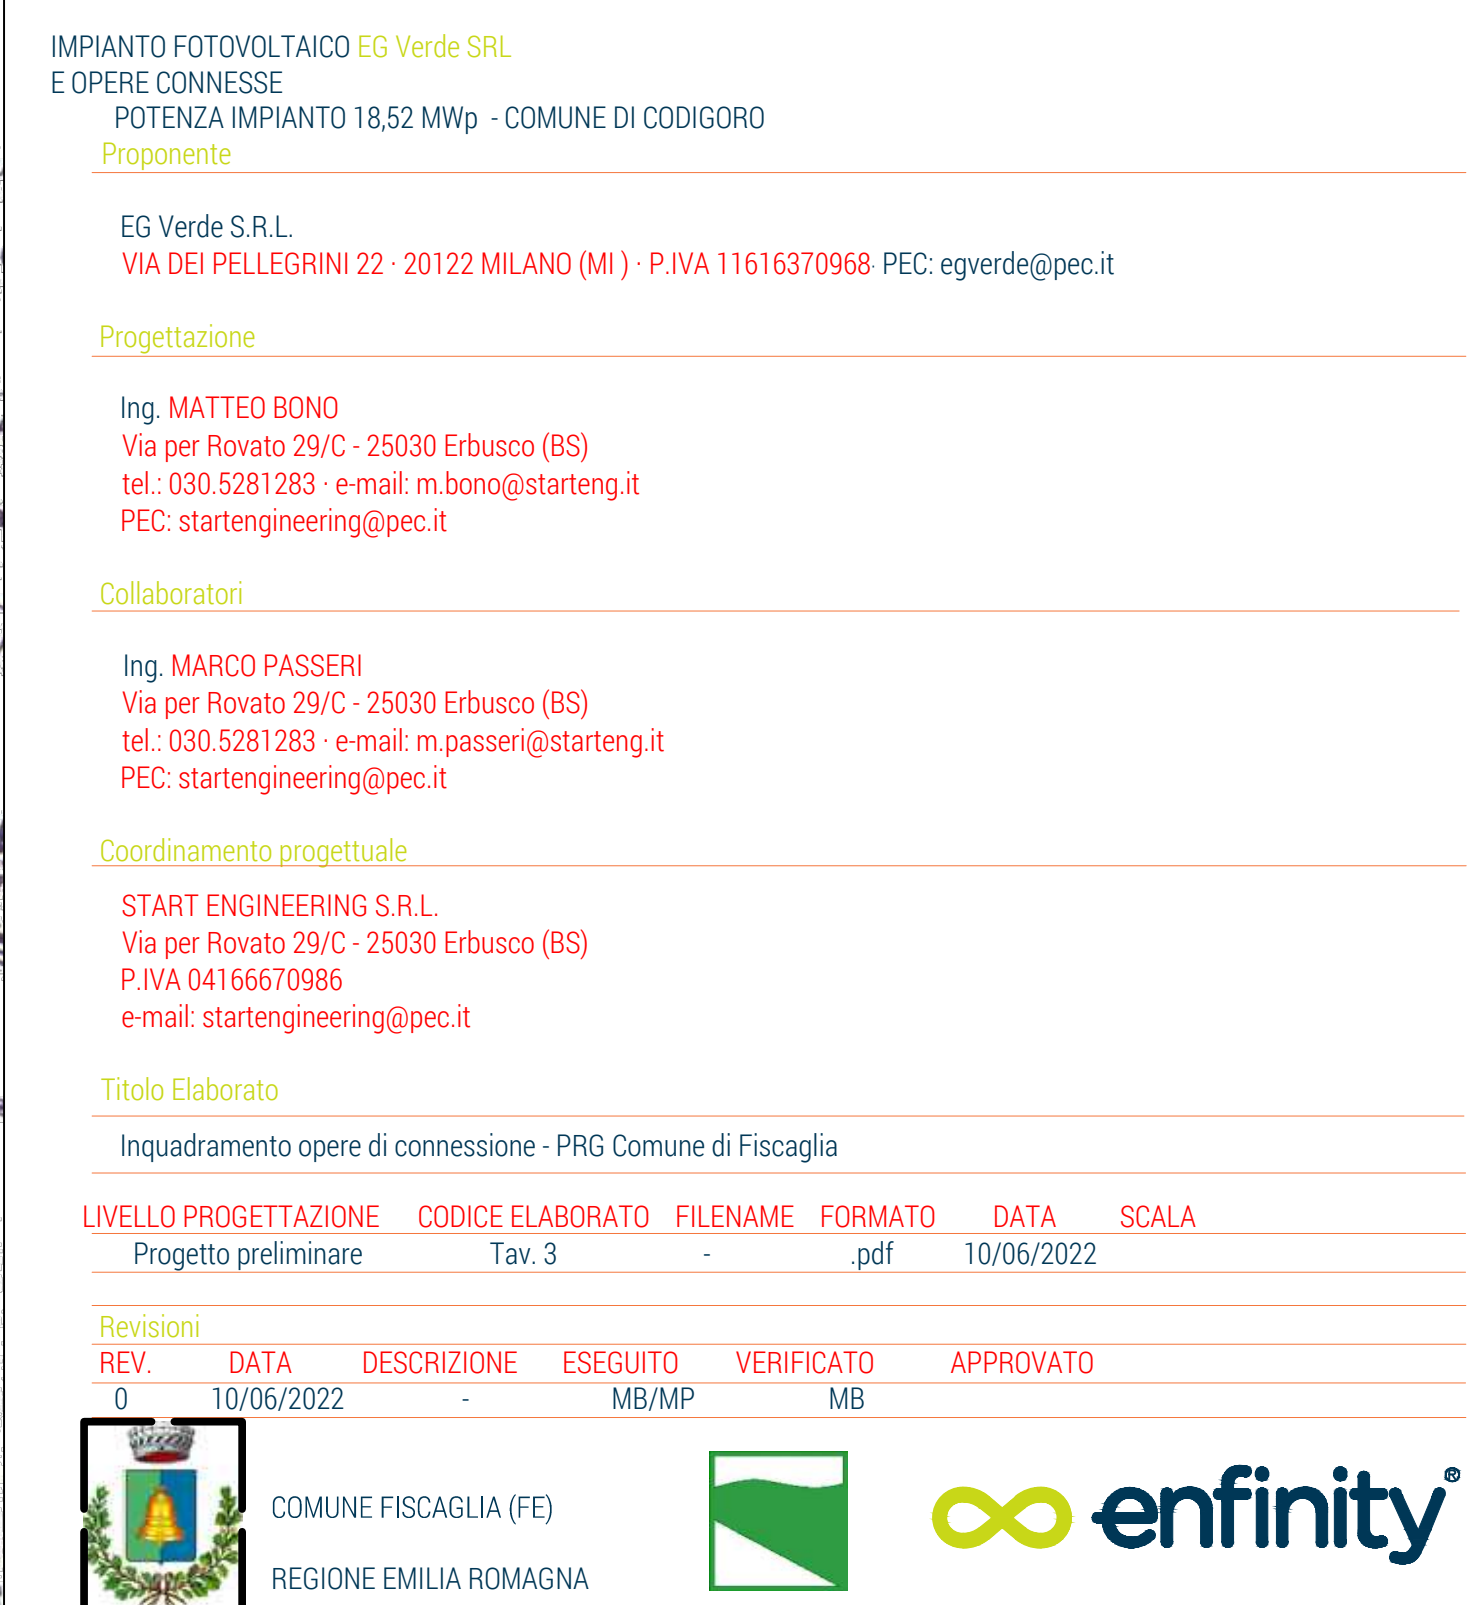 IMPIANTO FOTOVOLTAICO EG Verde SRL
E OPERE CONNESSE
POTENZA IMPIANTO 18,52 MWp - COMUNE DI CODIGORO
Proponente
EG Verde S.R.L.
VIA DEI PELLEGRINI 22 · 20122 MILANO (MI ) · P.IVA 11616370968· PEC: egverde@pec.it
Progettazione
Ing. MATTEO BONO
Via per Rovato 29/C - 25030 Erbusco (BS)
tel.: 030.5281283 · e-mail: m.bono@starteng.it
PEC: startengineering@pec.it
Collaboratori
Ing. MARCO PASSERI
Via per Rovato 29/C - 25030 Erbusco (BS)
tel.: 030.5281283 · e-mail: m.passeri@starteng.it
PEC: startengineering@pec.it
Coordinamento progettuale
START ENGINEERING S.R.L.
Via per Rovato 29/C - 25030 Erbusco (BS)
P.IVA 04166670986
e-mail: startengineering@pec.it
Titolo Elaborato
Inquadramento opere di connessione - PRG Comune di Fiscaglia
LIVELLO PROGETTAZIONE CODICE ELABORATO FILENAME FORMATO DATA SCALA
Progetto preliminare Tav. 3 - .pdf 10/06/2022
Revisioni
REV. DATA DESCRIZIONE ESEGUITO VERIFICATO APPROVATO
0 10/06/2022 - MB/MP MB
COMUNE FISCAGLIA (FE)
REGIONE EMILIA ROMAGNA
enfinity®